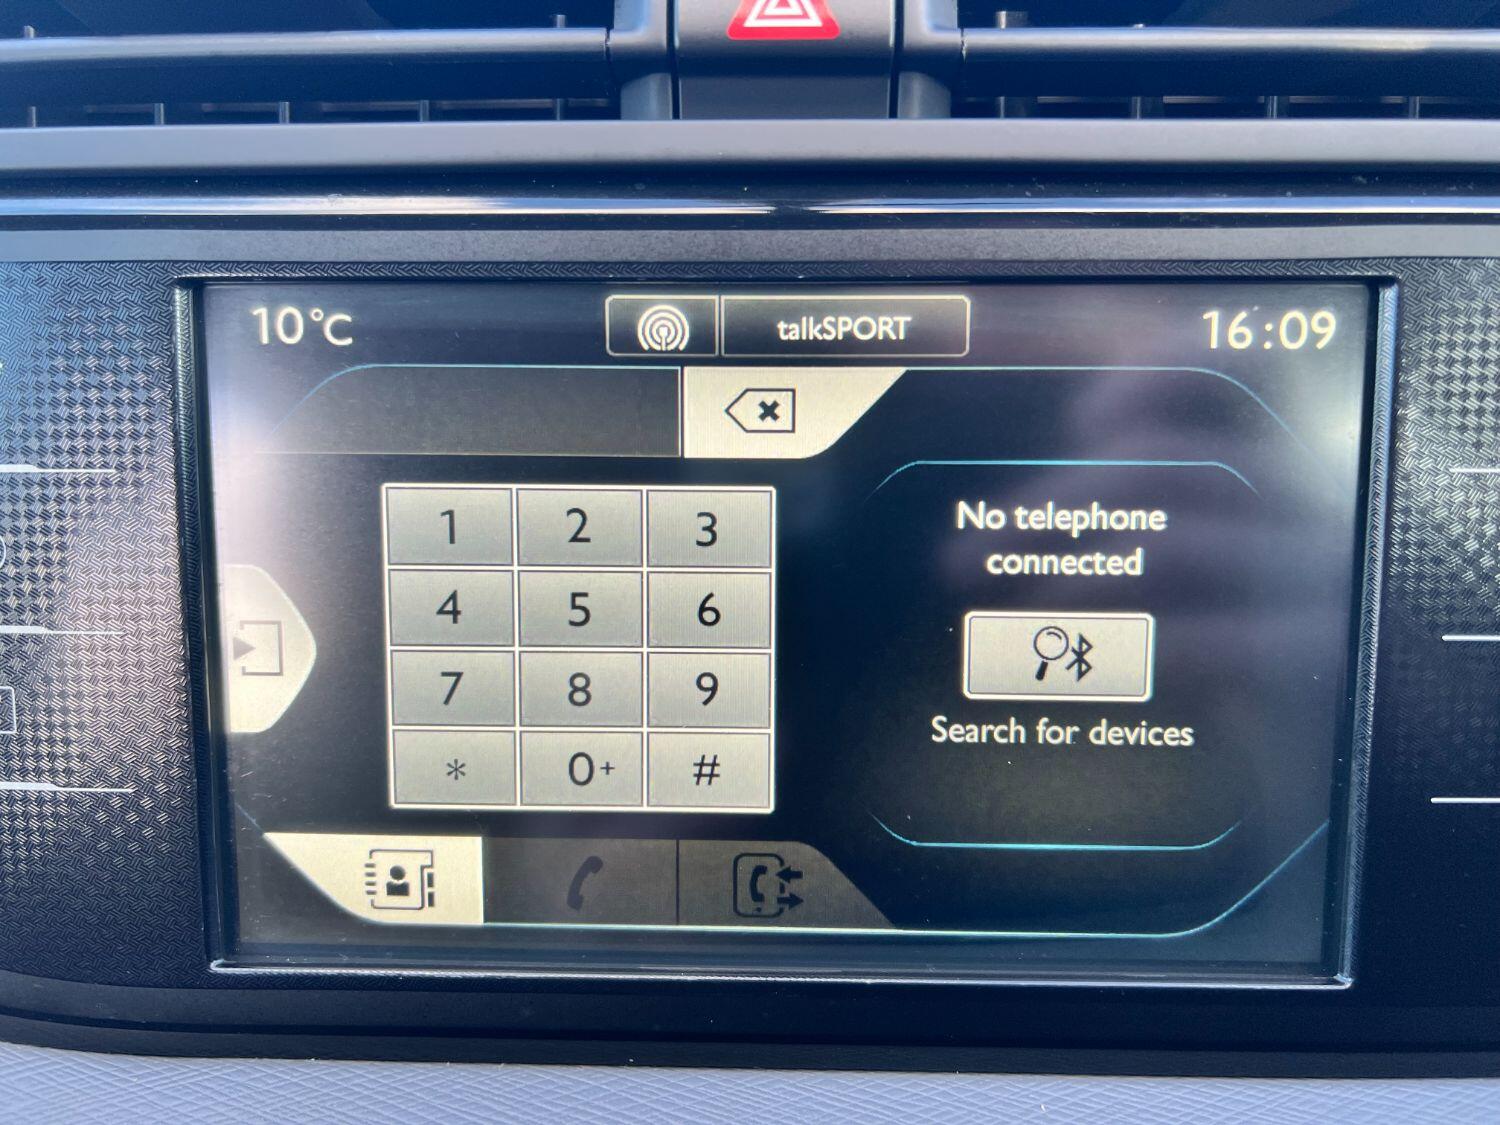 10°C
talkSPORT
16:09
No telephone
connected
1 2 3
4 5 6
7 8 9
* 0+ #
Search for devices